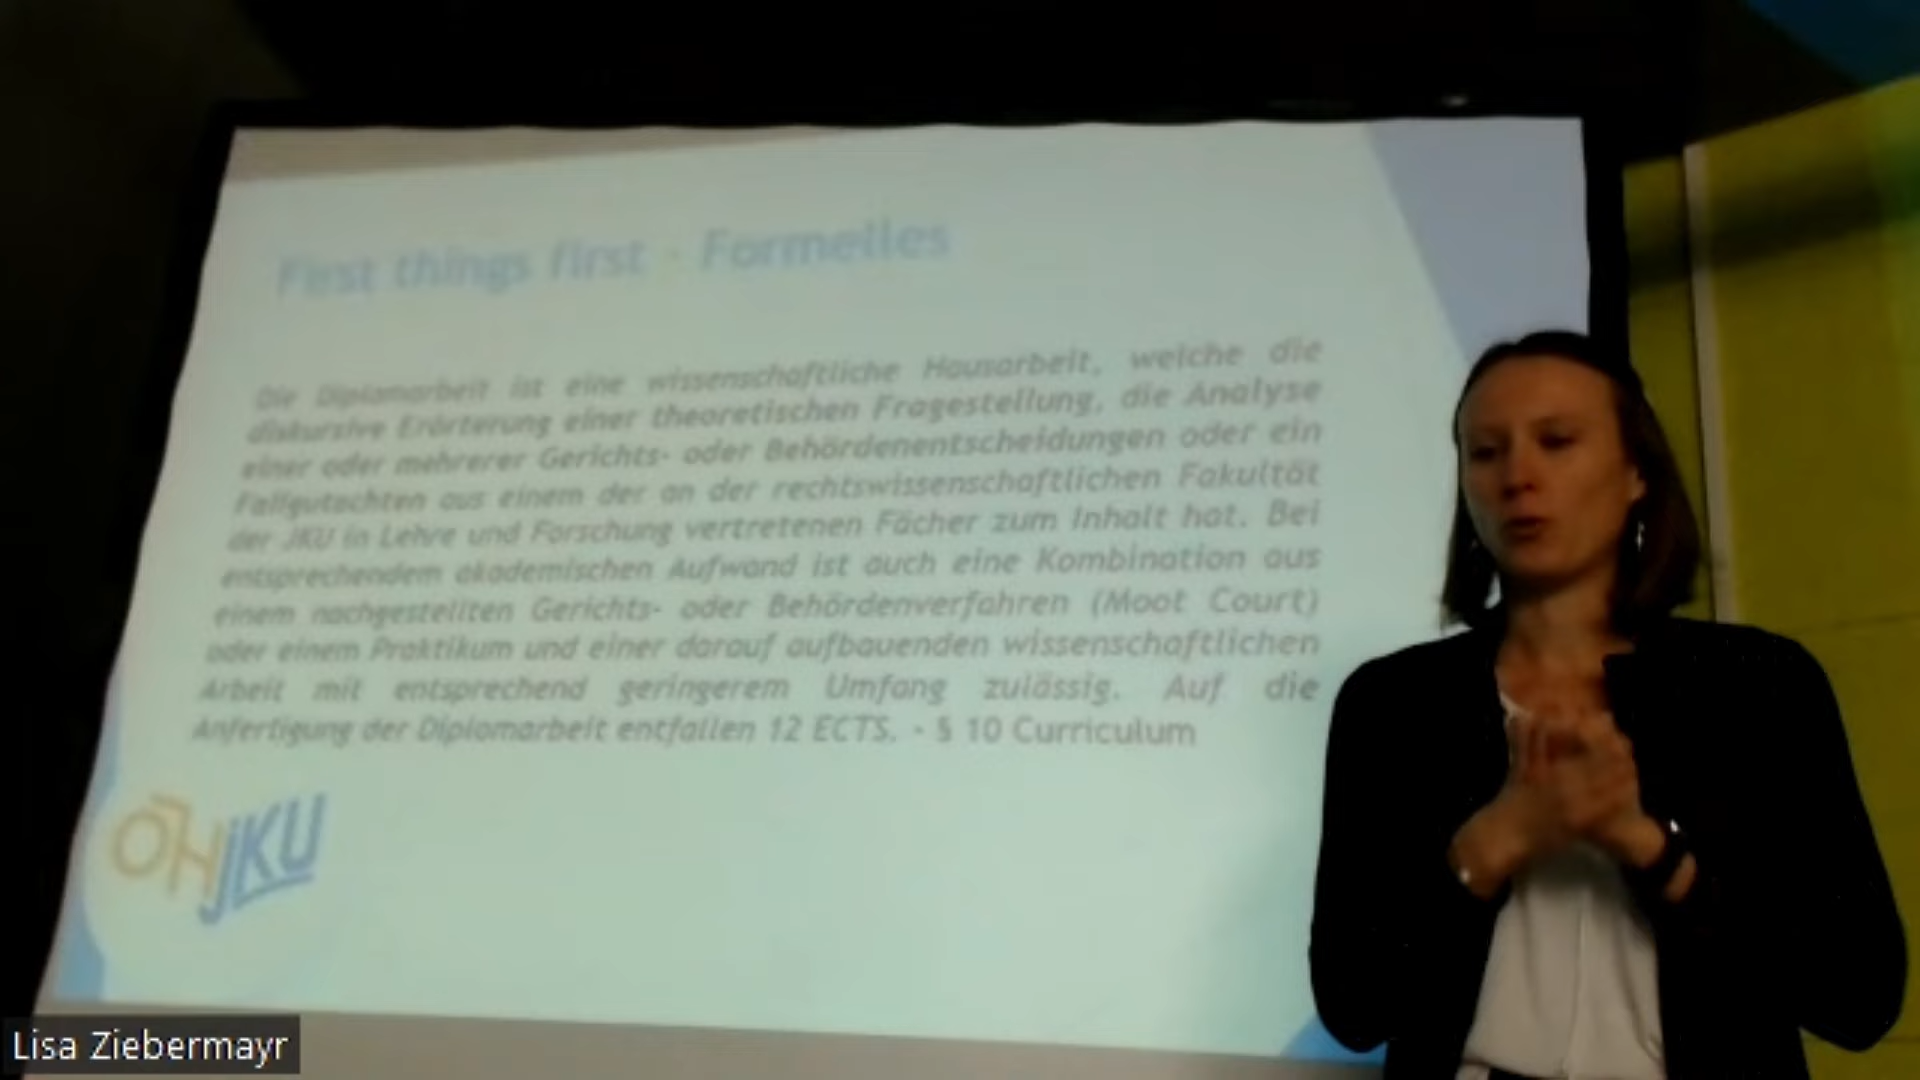 First things first - Formelles
Die Diplomarbeit ist eine wissenschaftliche Hausarbeit, welche die
diskursive Erörterung einer theoretischen Fragestellung, die Analyse
einer oder mehrerer Gerichts- oder Behördenentscheidungen oder ein
Fallgutachten aus einem der an der rechtswissenschaftlichen Fakultät
der JKU in Lehre und Forschung vertretenen Fächer zum Inhalt hat. Bei
entsprechendem akademischen Aufwand ist auch eine Kombination aus
einem nachgestellten Gerichts- oder Behördenverfahren (Moot Court)
oder einem Praktikum und einer darauf aufbauenden wissenschaftlichen
Arbeit mit entsprechend geringerem Umfang zulässig. Auf die
Anfertigung der Diplomarbeit entfallen 12 ECTS. - § 10 Curriculum
ÖH JKU
Lisa Ziebermayr